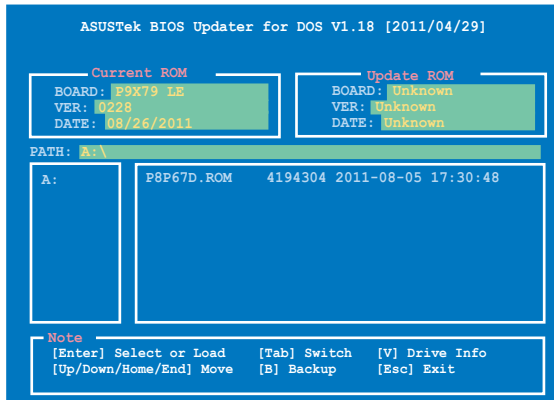 ASUSTek BIOS Updater for DOS V1.18 [2011/04/29]
Current ROM
BOARD: P9X79 LE
VER: 0228
DATE: 08/26/2011
Update ROM
BOARD: Unknown
VER: Unknown
DATE: Unknown
PATH: A:\
A:
P8P67D.ROM 4194304 2011-08-05 17:30:48
Note
[Enter] Select or Load [Tab] Switch [V] Drive Info
[Up/Down/Home/End] Move [B] Backup [Esc] Exit